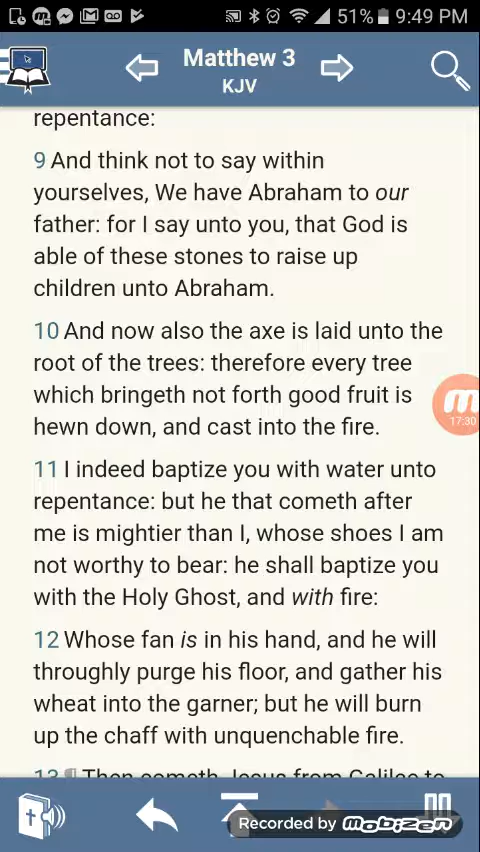 51% 9:49 PM
Matthew 3
KJV
repentance:
9 And think not to say within
yourselves, We have Abraham to our
father: for I say unto you, that God is
able of these stones to raise up
children unto Abraham.
10 And now also the axe is laid unto the
root of the trees: therefore every tree
which bringeth not forth good fruit is
hewn down, and cast into the fire.
17:30
11 I indeed baptize you with water unto
repentance: but he that cometh after
me is mightier than I, whose shoes I am
not worthy to bear: he shall baptize you
with the Holy Ghost, and with fire:
12 Whose fan is in his hand, and he will
throughly purge his floor, and gather his
wheat into the garner; but he will burn
up the chaff with unquenchable fire.
13 ¶ Then cometh Jesus from Galilee to
Recorded by mobizen